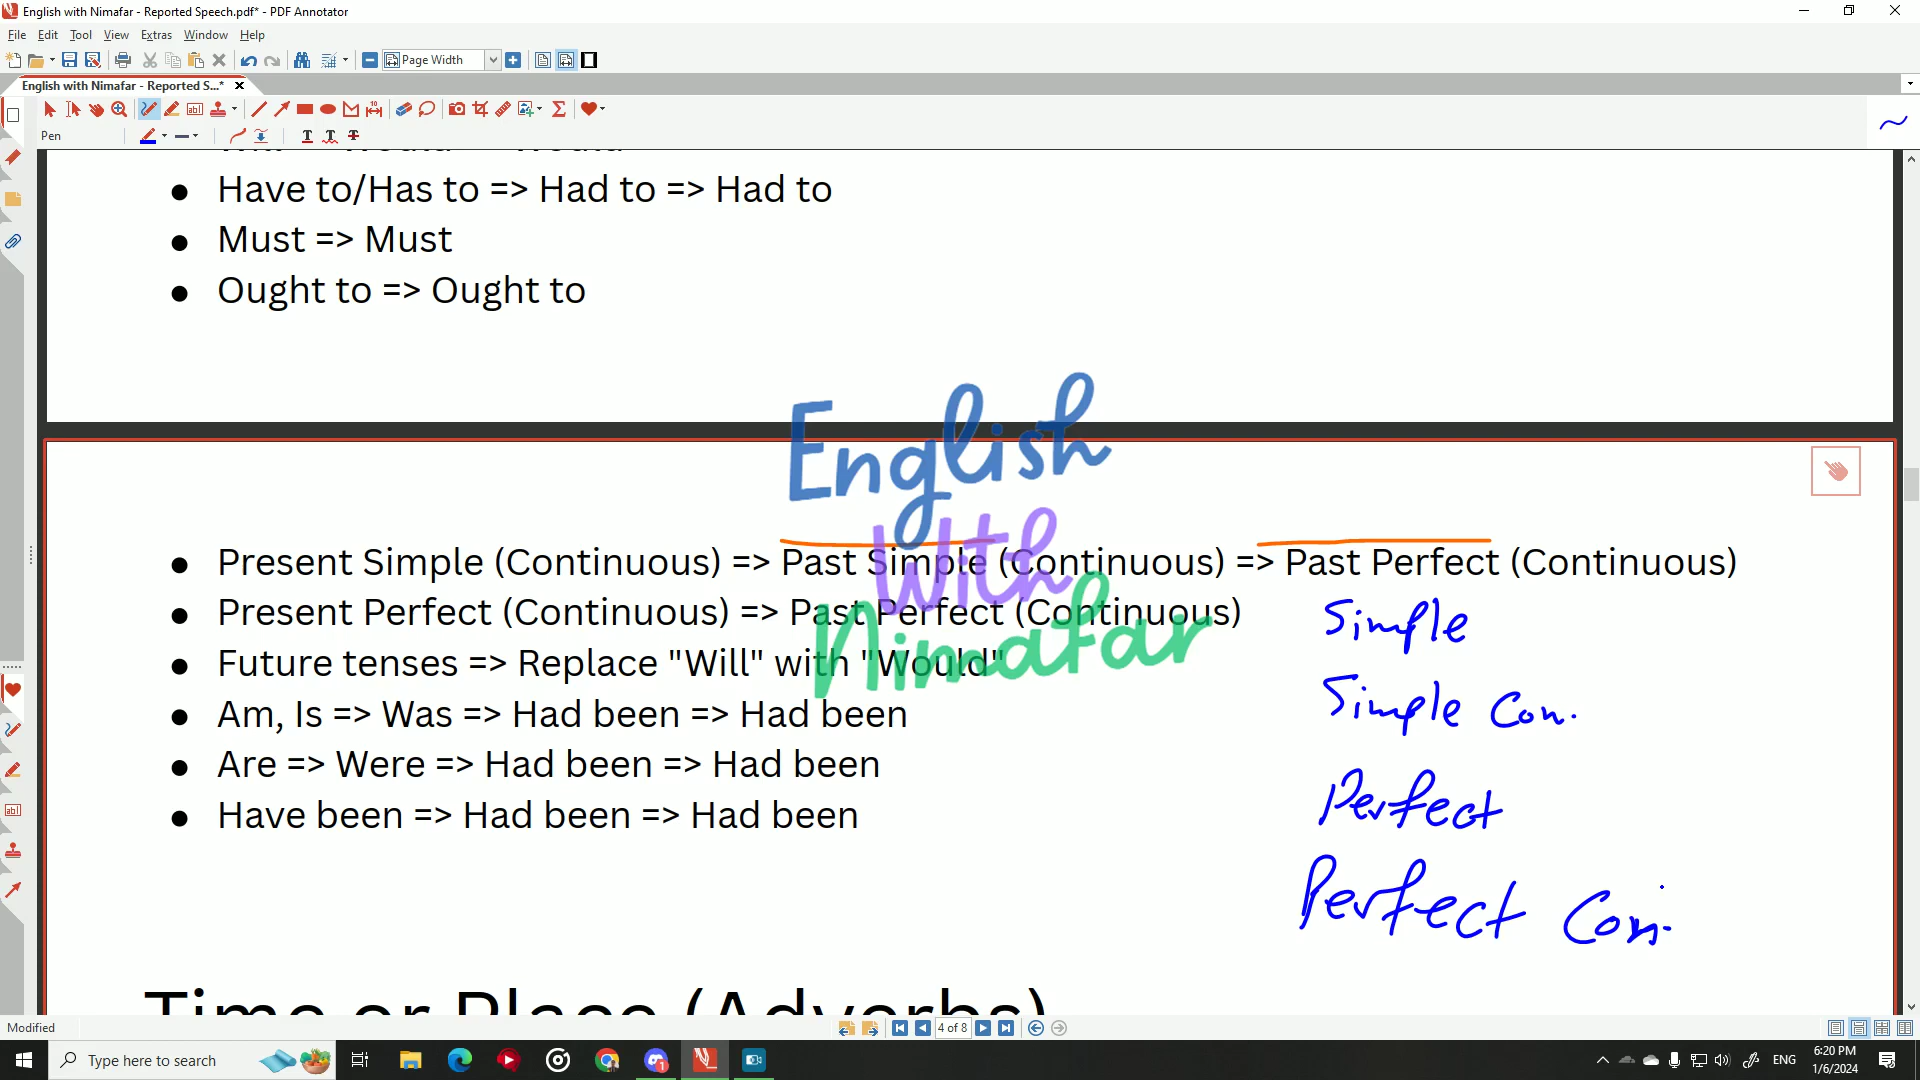 English with Nimafar - Reported Speech.pdf* - PDF Annotator
File Edit Tool View Extras Window Help
Page Width
English with Nimafar - Reported S...*
Pen
Have to/Has to => Had to => Had to
Must => Must
Ought to => Ought to
English
With
Nimafar
Present Simple (Continuous) => Past Simple (Continuous) => Past Perfect (Continuous)
Present Perfect (Continuous) => Past Perfect (Continuous)
Future tenses => Replace "Will" with "Would"
Am, Is => Was => Had been => Had been
Are => Were => Had been => Had been
Have been => Had been => Had been
Simple
Simple Con.
Perfect
Perfect Con.
Time or Place (Adverbs)
Modified
4 of 8
Type here to search
ENG
6:20 PM
1/6/2024